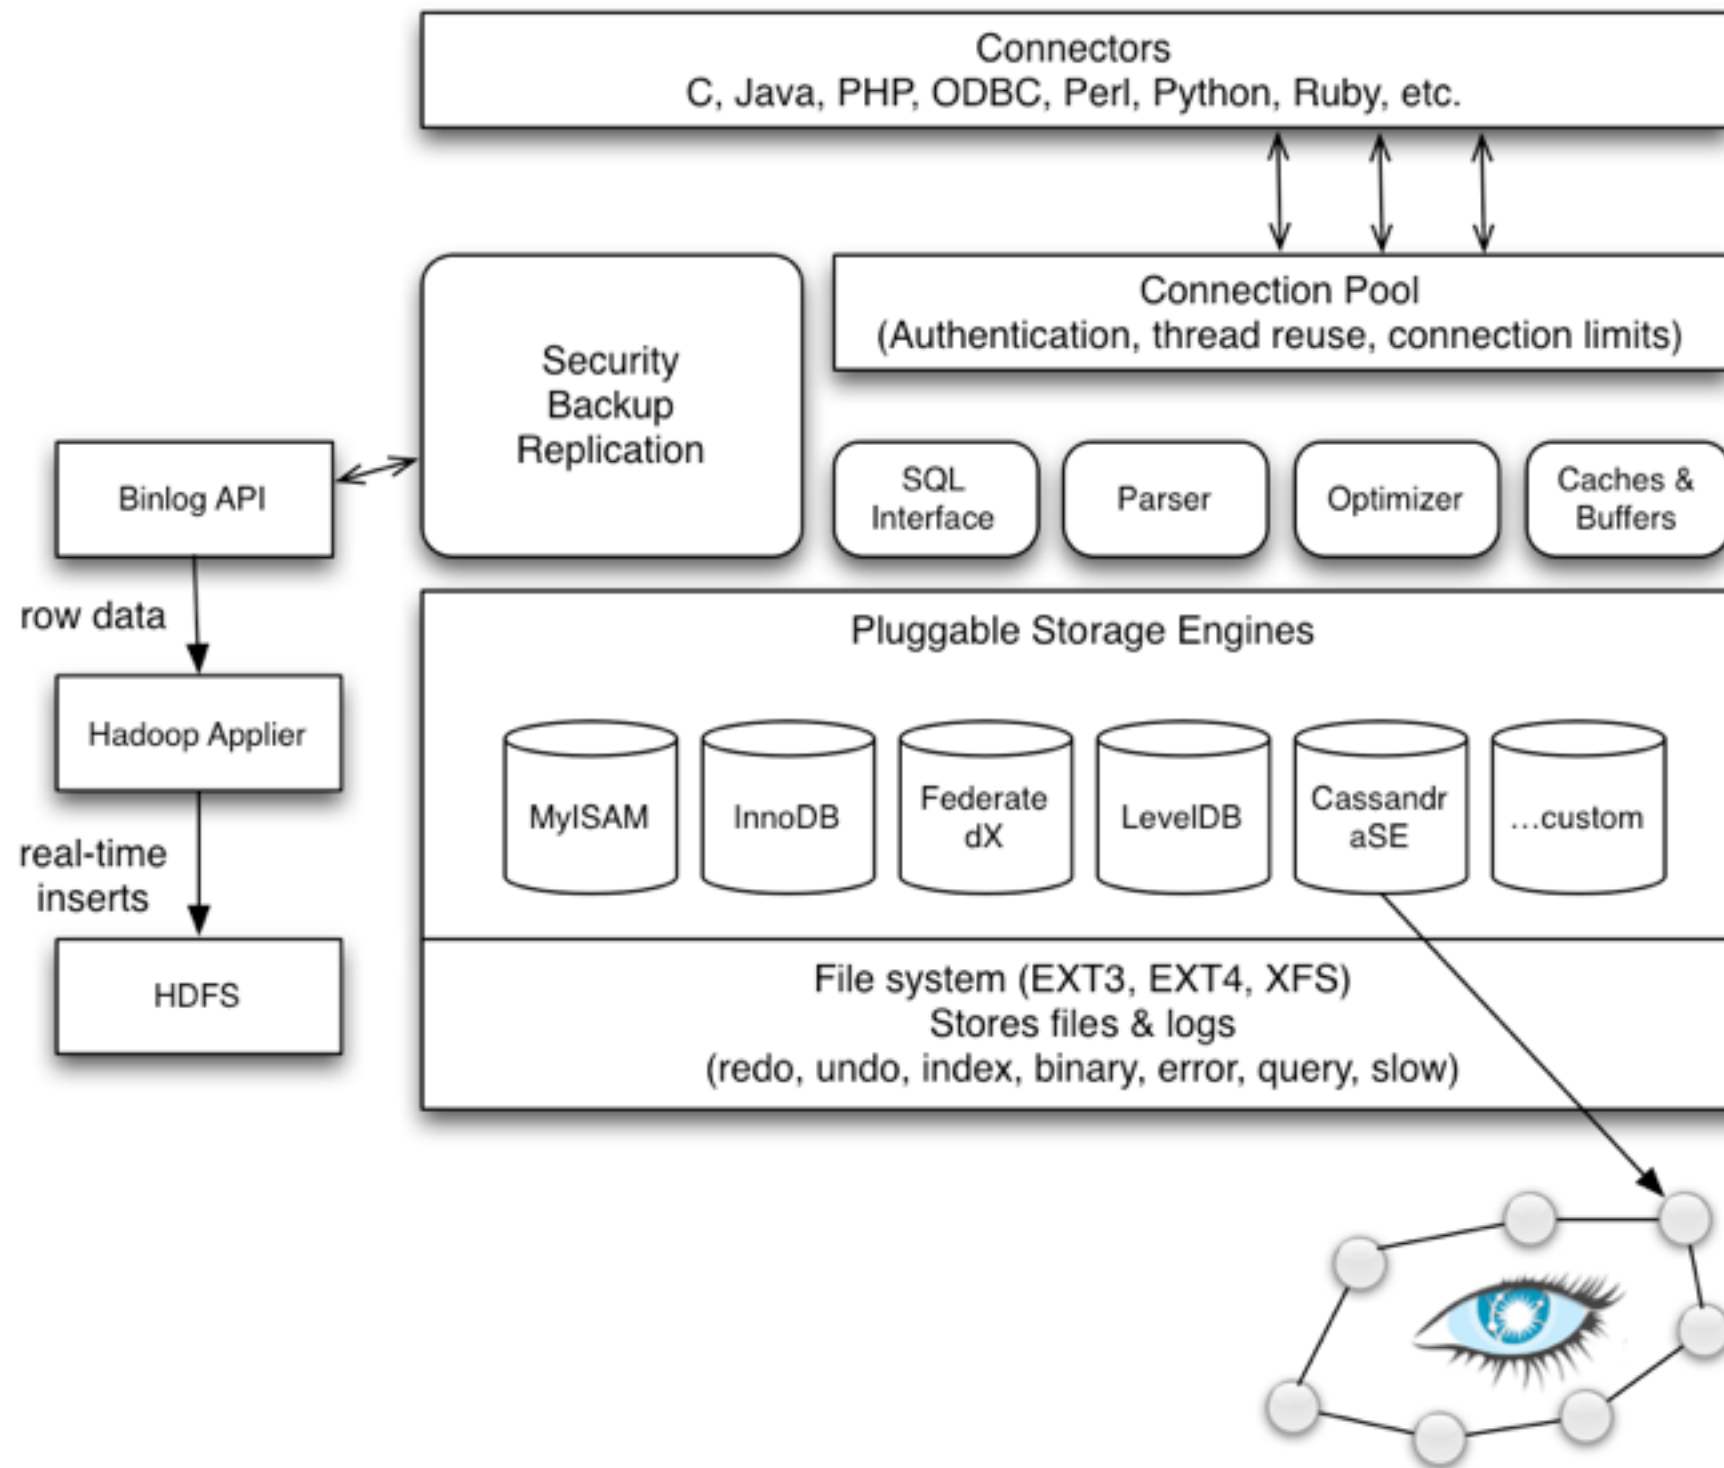 Connectors
C, Java, PHP, ODBC, Perl, Python, Ruby, etc.
Connection Pool
(Authentication, thread reuse, connection limits)
Security
Backup
Replication
Binlog API
SQL
Interface
Parser
Optimizer
Caches &
Buffers
row data
Pluggable Storage Engines
Hadoop Applier
MyISAM
InnoDB
Federate
dX
LevelDB
Cassandr
aSE
...custom
real-time
inserts
HDFS
File system (EXT3, EXT4, XFS)
Stores files & logs
(redo, undo, index, binary, error, query, slow)